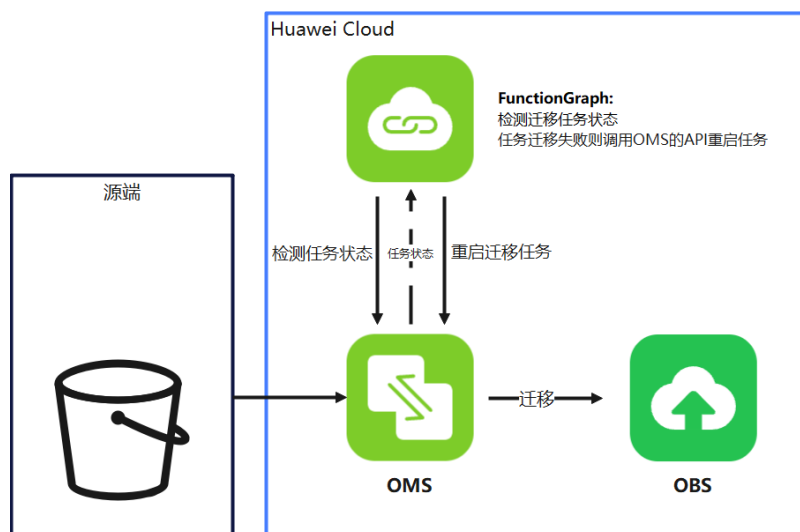 Huawei Cloud
FunctionGraph:
检测迁移任务状态
任务迁移失败则调用OMS的API重启任务
源端
检测任务状态
任务状态
重启迁移任务
迁移
OMS
OBS